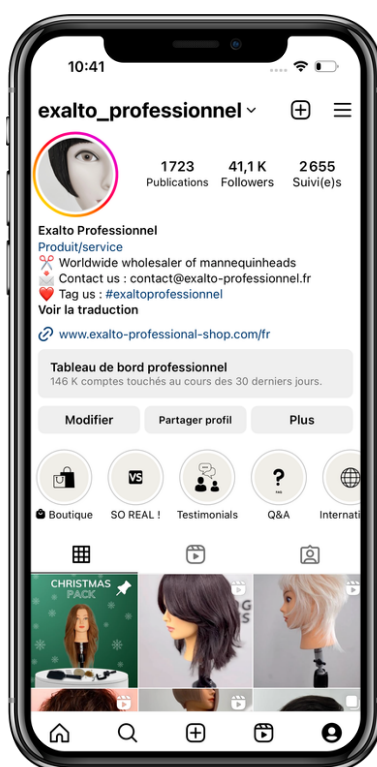 10:41
exalto_professionnel
1723
41,1 K
2655
Publications
Followers
Suivi(e)s
Exalto Professionnel
Produit/service
Worldwide wholesaler of mannequinheads
Contact us : contact@exalto-professionnel.fr
Tag us : #exaltoprofessionnel
Voir la traduction
www.exalto-professional-shop.com/fr
Tableau de bord professionnel
146 K comptes touchés au cours des 30 derniers jours.
Modifier
Partager profil
Plus
VS
?
Boutique
SO REAL !
Testimonials
Q&A
Internati
CHRISTMAS
PACK